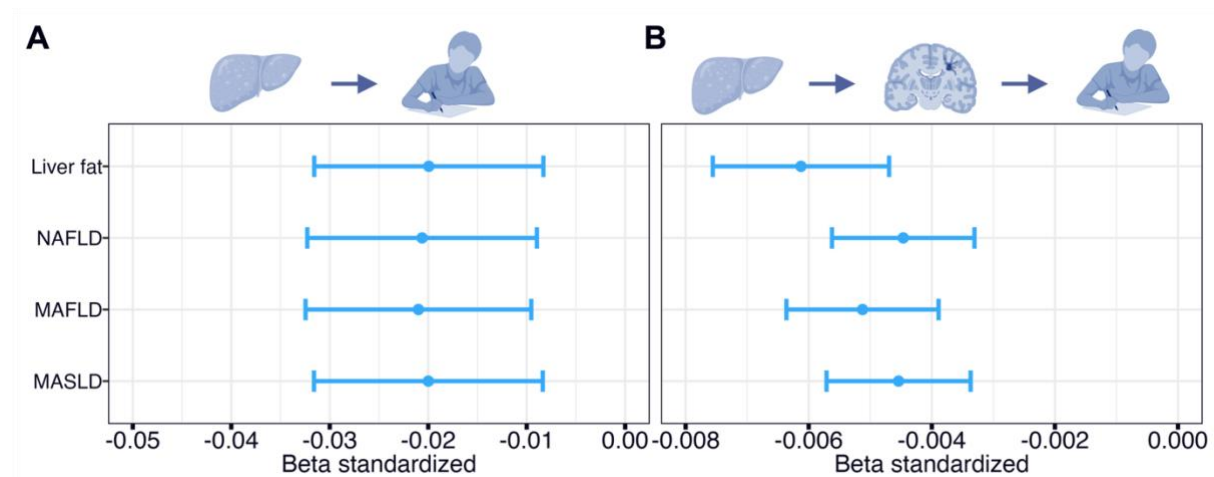 A
B
Liver fat
NAFLD
MAFLD
MASLD
-0.05 -0.04 -0.03 -0.02 -0.01 0.00
Beta standardized
-0.008 -0.006 -0.004 -0.002 0.000
Beta standardized